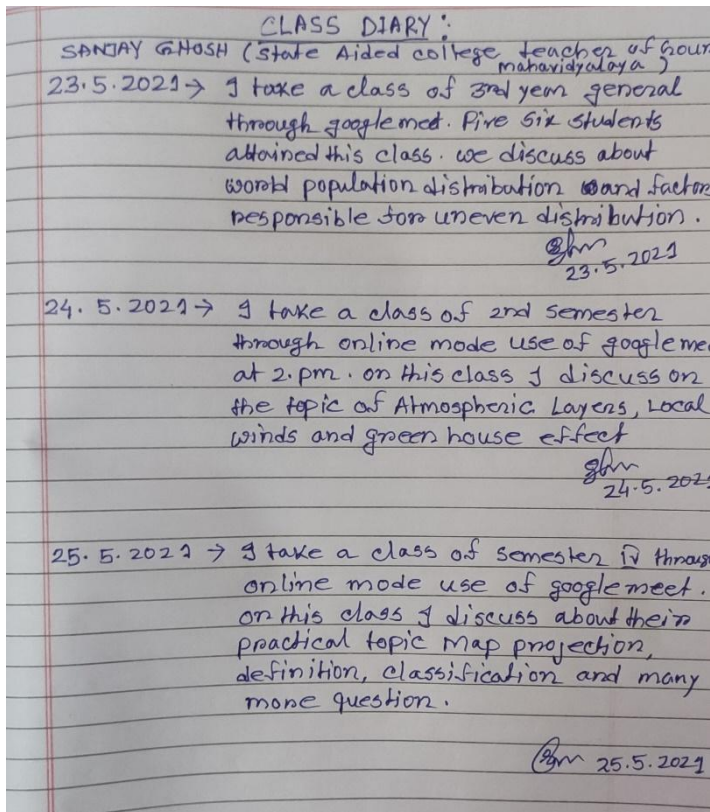 CLASS DIARY:
SANJAY GHOSH (State Aided college teacher of Gour
mahavidyalaya)
23.5.2021→ I take a class of 3rd year general
through googlemet. Five six students
attained this class. we discuss about
world population distribution and factor
responsible for uneven distribution.
23.5.2021
24.5.2021→ I take a class of 2nd semester
through online mode use of google me
at 2.pm. on this class I discuss on
the topic of Atmospheric Layers, Local
winds and green house effect
24.5.202
25.5.2021→ I take a class of semester IV throug
online mode use of googlemeet.
on this class I discuss about their
practical topic map projection,
definition, classification and many
more question.
25.5.2021